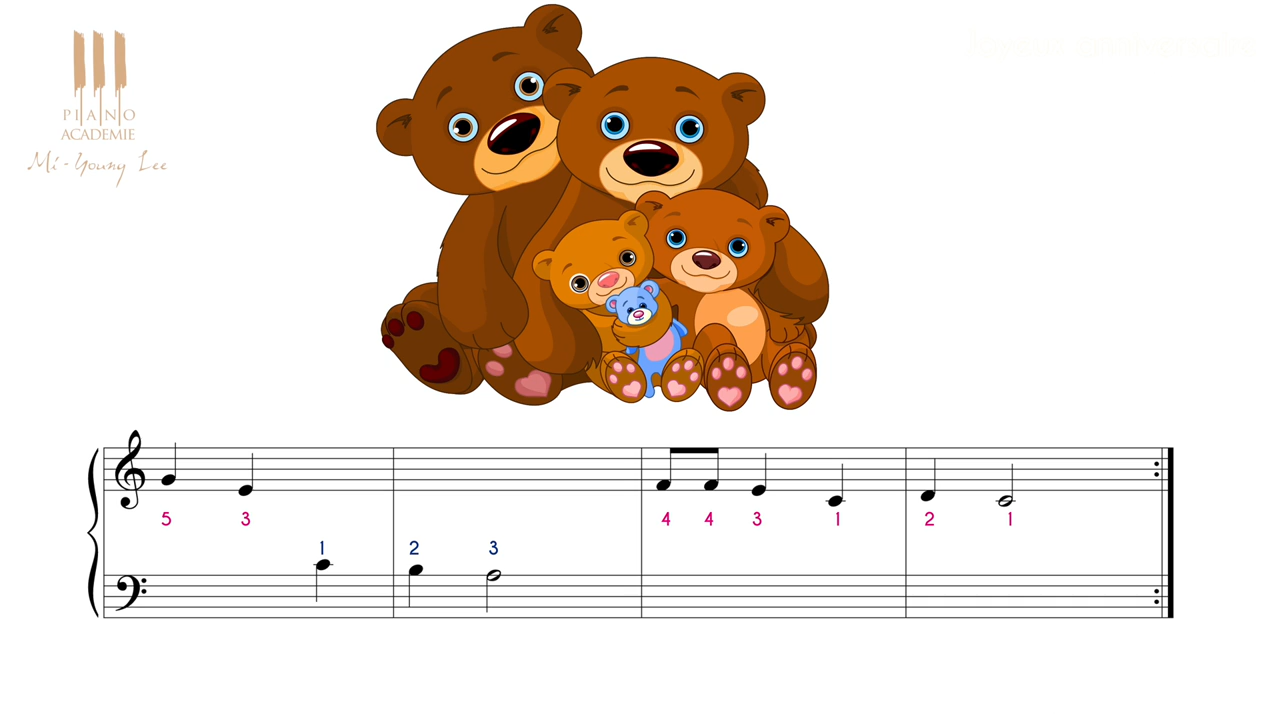 PIANO
ACADEMIE
Mi-Young Lee
5 3 4 4 3 1 2 1
1 2 3